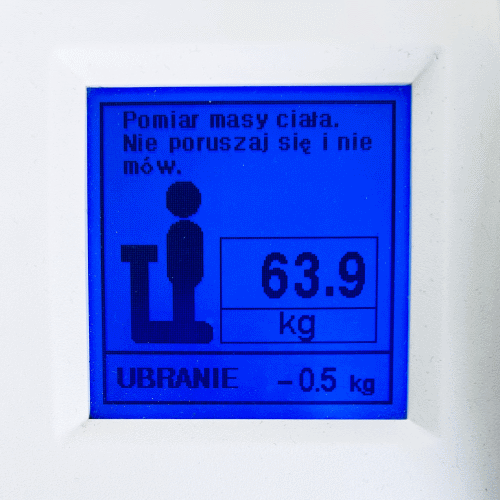 Pomiar masy ciała.
Nie poruszaj się i nie
mów.
63.9
kg
UBRANIE -0.5 kg